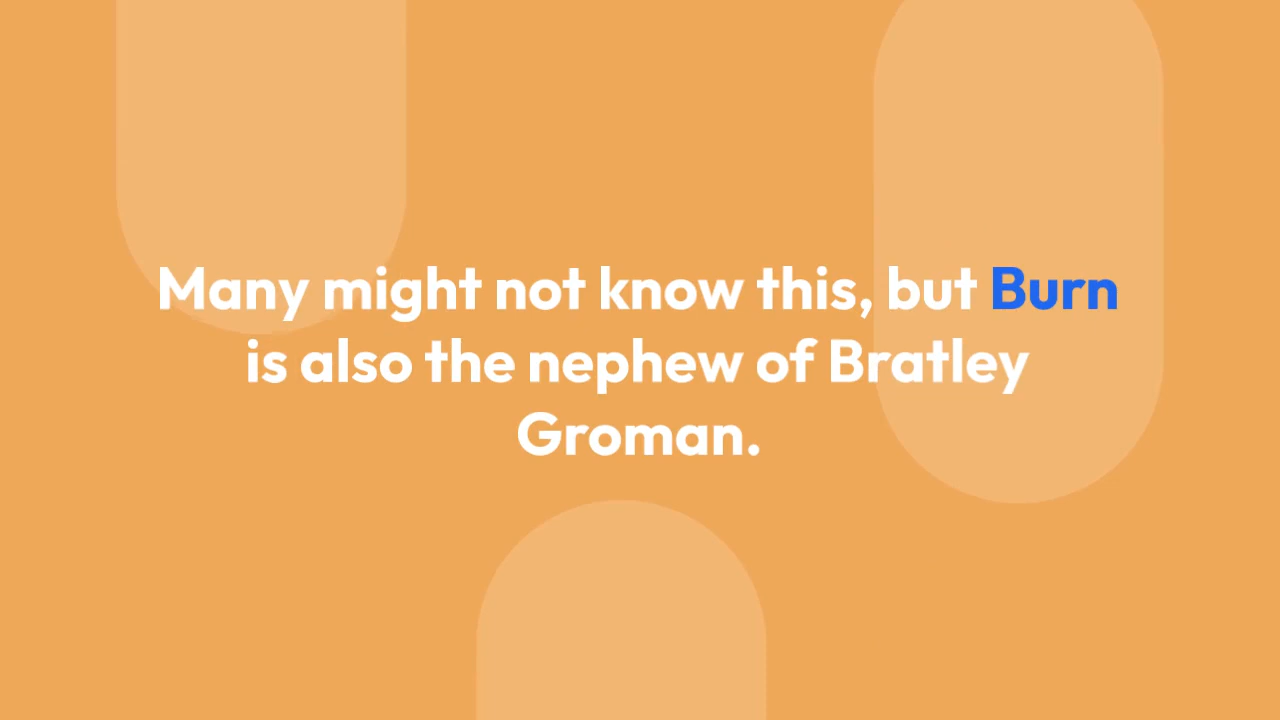 Many might not know this, but Burn
is also the nephew of Bratley
Groman.